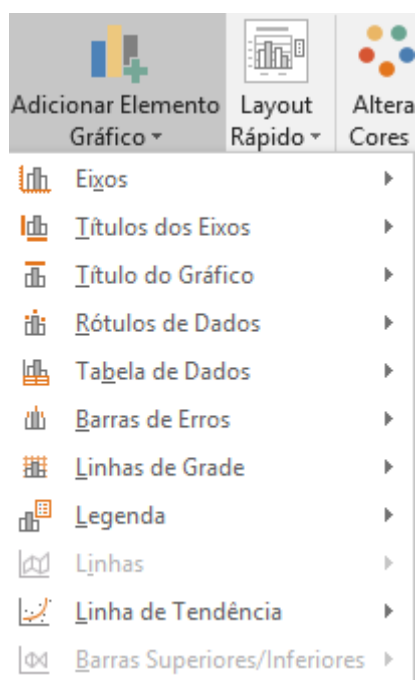 Adicionar Elemento Gráfico
Layout Rápido
Altera
Cores
Eixos
Títulos dos Eixos
Título do Gráfico
Rótulos de Dados
Tabela de Dados
Barras de Erros
Linhas de Grade
Legenda
Linhas
Linha de Tendência
Barras Superiores/Inferiores